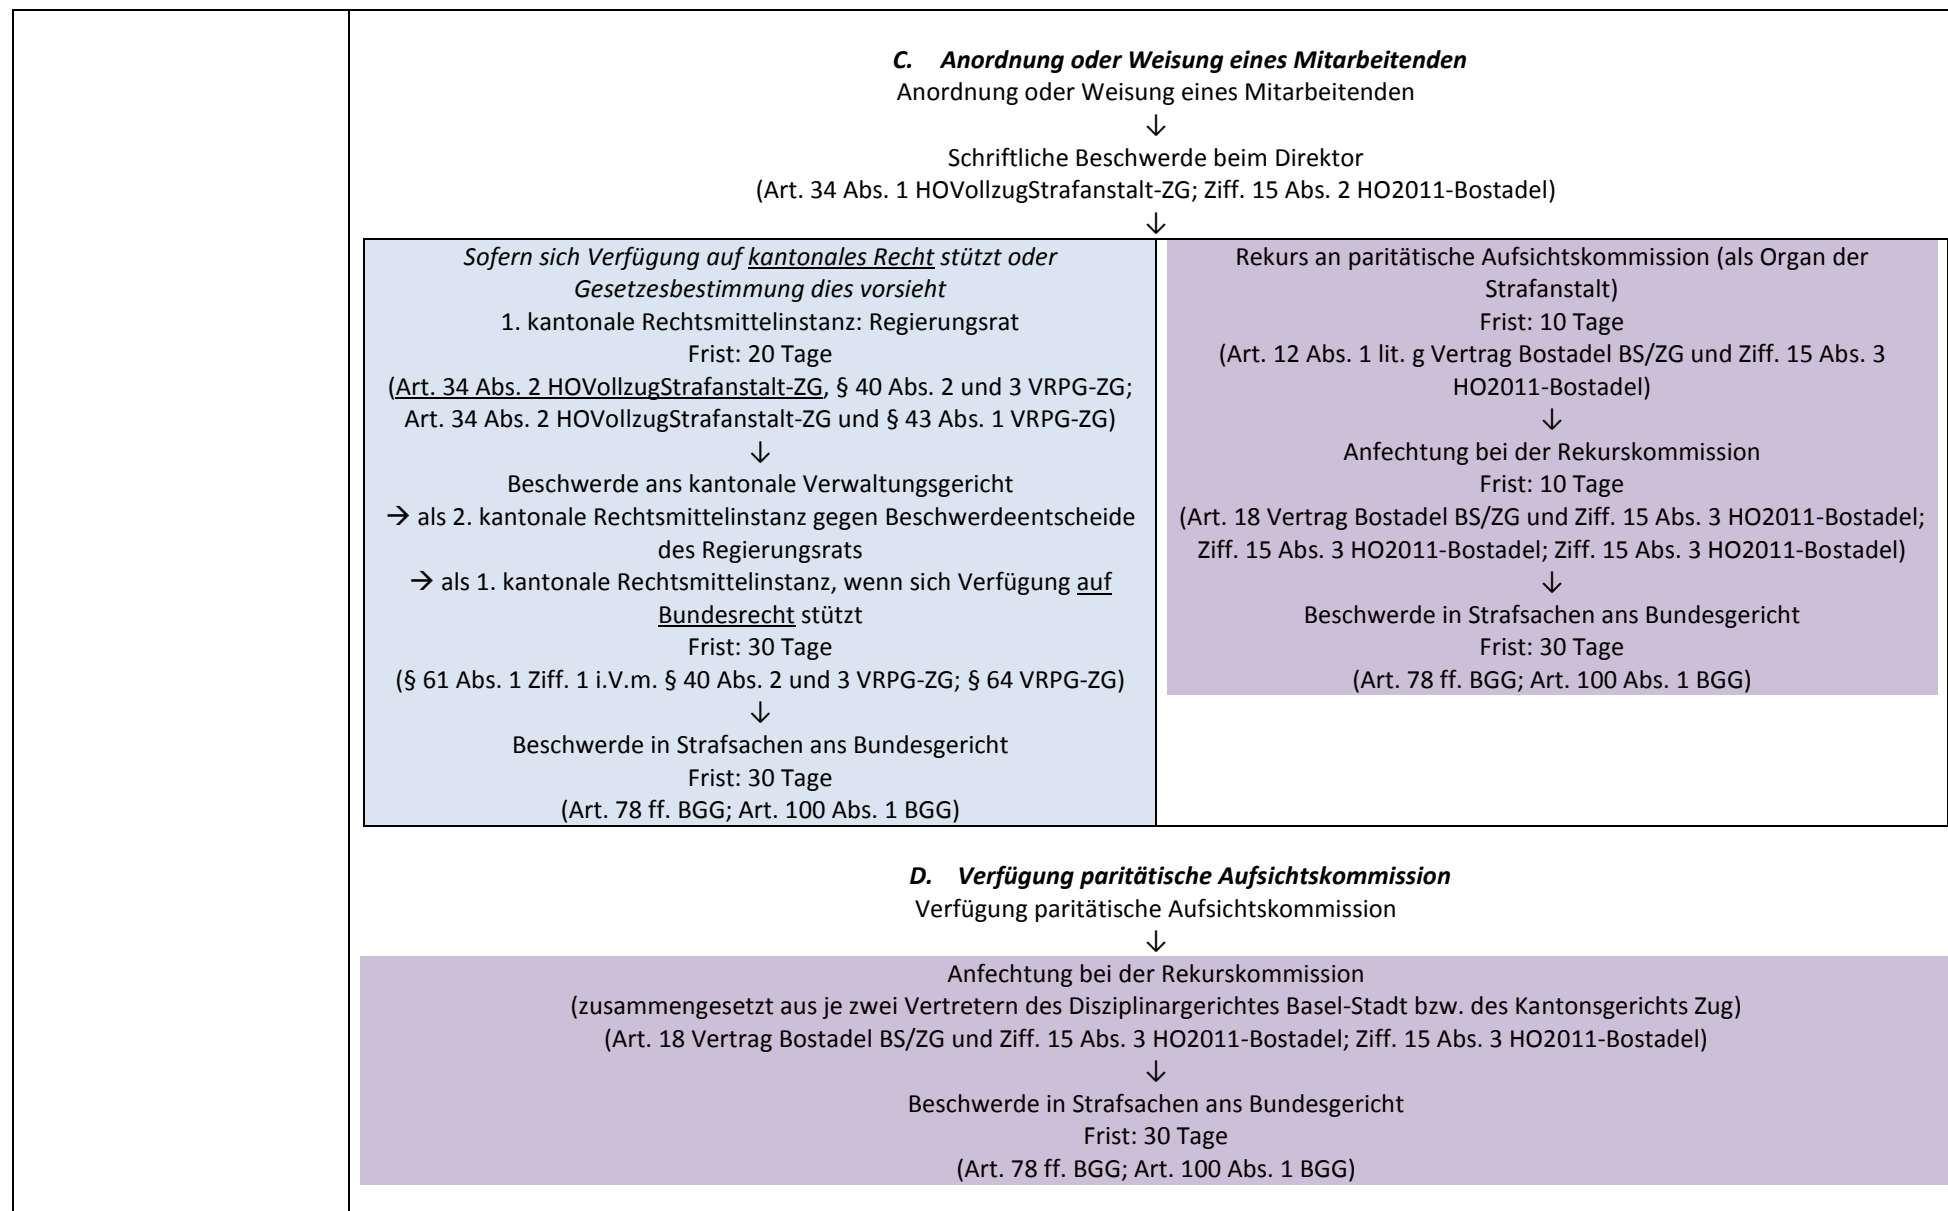 C. Anordnung oder Weisung eines Mitarbeitenden
Anordnung oder Weisung eines Mitarbeitenden
↓
Schriftliche Beschwerde beim Direktor
(Art. 34 Abs. 1 HOVollzugStrafanstalt-ZG; Ziff. 15 Abs. 2 HO2011-Bostadel)
↓
Sofern sich Verfügung auf kantonales Recht stützt oder
Gesetzesbestimmung dies vorsieht
1. kantonale Rechtsmittelinstanz: Regierungsrat
Frist: 20 Tage
(Art. 34 Abs. 2 HOVollzugStrafanstalt-ZG, § 40 Abs. 2 und 3 VRPG-ZG;
Art. 34 Abs. 2 HOVollzugStrafanstalt-ZG und § 43 Abs. 1 VRPG-ZG)
↓
Beschwerde ans kantonale Verwaltungsgericht
→ als 2. kantonale Rechtsmittelinstanz gegen Beschwerdeentscheide
des Regierungsrats
→ als 1. kantonale Rechtsmittelinstanz, wenn sich Verfügung auf
Bundesrecht stützt
Frist: 30 Tage
(§ 61 Abs. 1 Ziff. 1 i.V.m. § 40 Abs. 2 und 3 VRPG-ZG; § 64 VRPG-ZG)
↓
Beschwerde in Strafsachen ans Bundesgericht
Frist: 30 Tage
(Art. 78 ff. BGG; Art. 100 Abs. 1 BGG)
Rekurs an paritätische Aufsichtskommission (als Organ der
Strafanstalt)
Frist: 10 Tage
(Art. 12 Abs. 1 lit. g Vertrag Bostadel BS/ZG und Ziff. 15 Abs. 3
HO2011-Bostadel)
↓
Anfechtung bei der Rekurskommission
Frist: 10 Tage
(Art. 18 Vertrag Bostadel BS/ZG und Ziff. 15 Abs. 3 HO2011-Bostadel;
Ziff. 15 Abs. 3 HO2011-Bostadel; Ziff. 15 Abs. 3 HO2011-Bostadel)
↓
Beschwerde in Strafsachen ans Bundesgericht
Frist: 30 Tage
(Art. 78 ff. BGG; Art. 100 Abs. 1 BGG)
D. Verfügung paritätische Aufsichtskommission
Verfügung paritätische Aufsichtskommission
↓
Anfechtung bei der Rekurskommission
(zusammengesetzt aus je zwei Vertretern des Disziplinargerichtes Basel-Stadt bzw. des Kantonsgerichts Zug)
(Art. 18 Vertrag Bostadel BS/ZG und Ziff. 15 Abs. 3 HO2011-Bostadel; Ziff. 15 Abs. 3 HO2011-Bostadel)
↓
Beschwerde in Strafsachen ans Bundesgericht
Frist: 30 Tage
(Art. 78 ff. BGG; Art. 100 Abs. 1 BGG)